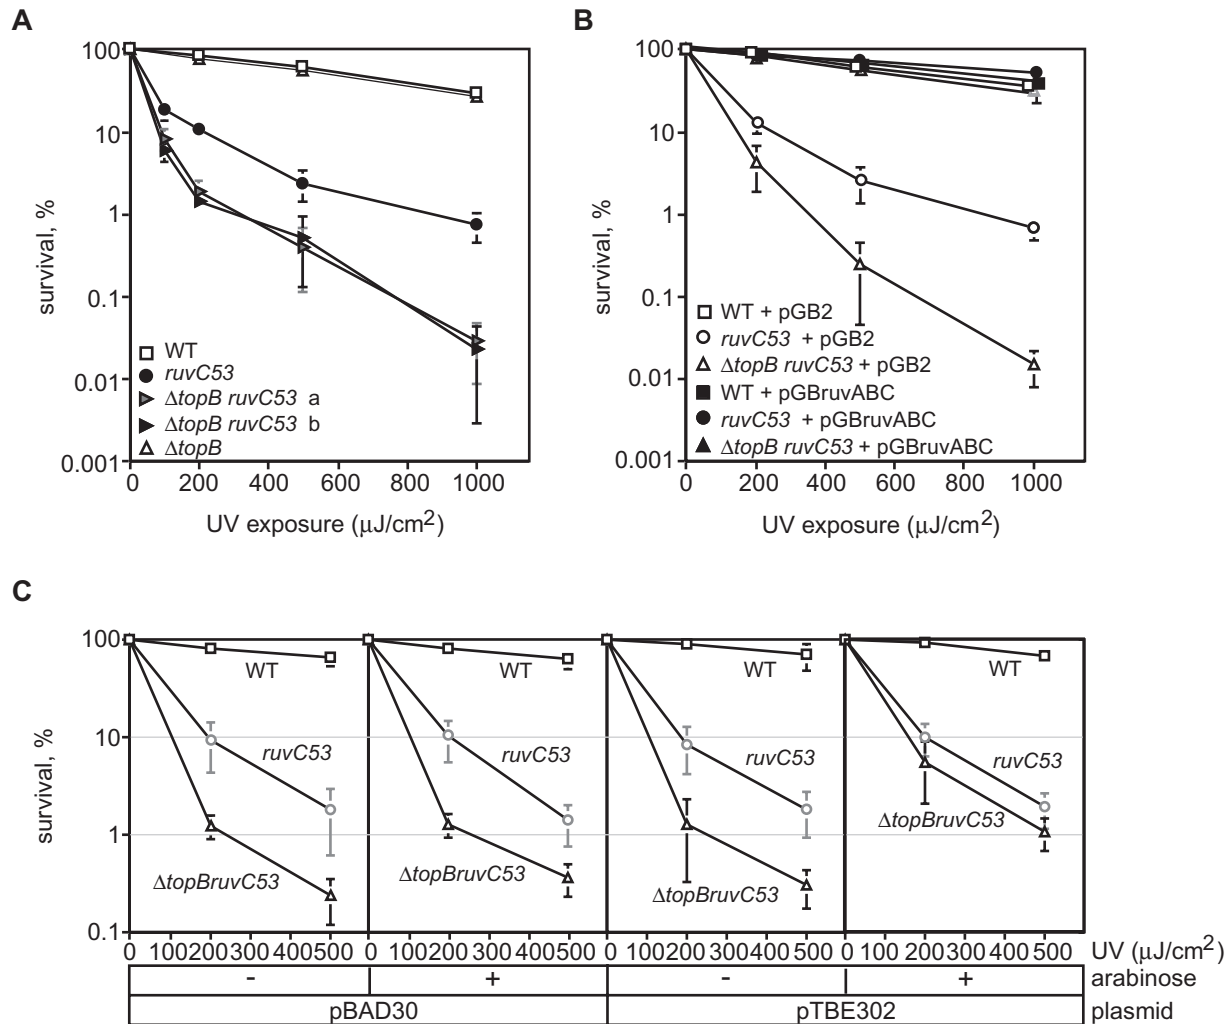 A
100
10
1
0.1
0.01
0.001
survival, %
WT
ruvC53
ΔtopB ruvC53 a
ΔtopB ruvC53 b
ΔtopB
0 200 400 600 800 1000
UV exposure (μJ/cm²)
B
100
10
1
0.1
0.01
0.001
survival, %
WT + pGB2
ruvC53 + pGB2
ΔtopB ruvC53 + pGB2
WT + pGBruvABC
ruvC53 + pGBruvABC
ΔtopB ruvC53 + pGBruvABC
0 200 400 600 800 1000
UV exposure (μJ/cm²)
C
100
10
1
0.1
survival, %
WT
ruvC53
ΔtopBruvC53
WT
ruvC53
ΔtopBruvC53
WT
ruvC53
ΔtopBruvC53
WT
ruvC53
ΔtopBruvC53
0 100 200 300 400 500 0 100 200 300 400 500 0 100 200 300 400 500 0 100 200 300 400 500 UV (μJ/cm²)
- + - + arabinose
pBAD30 pTBE302 plasmid